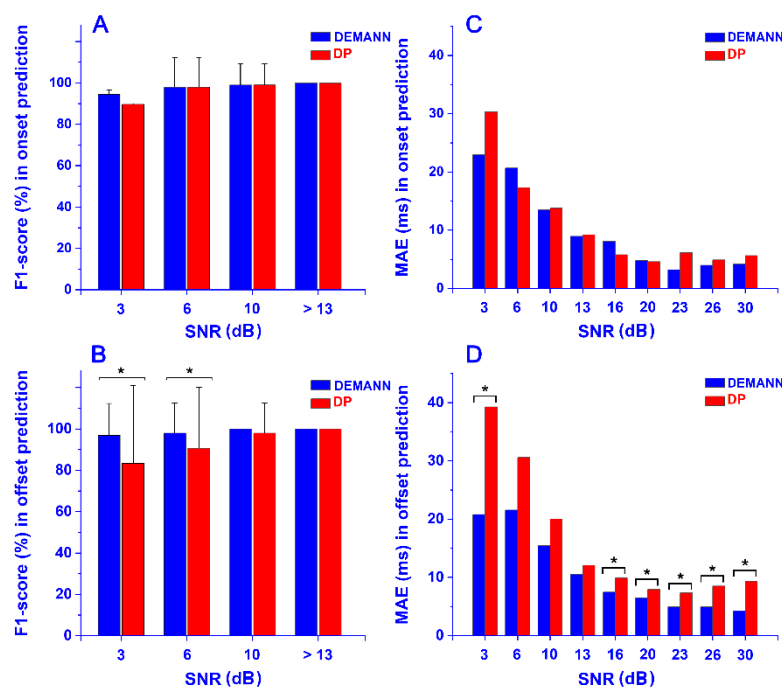 A
DEMANN
DP
F1-score (%) in onset prediction
100
80
60
40
20
0
3 6 10 > 13
SNR (dB)
C
DEMANN
DP
MAE (ms) in onset prediction
40
30
20
10
0
3 6 10 13 16 20 23 26 30
SNR (dB)
B
DEMANN
DP
* *
F1-score (%) in offset prediction
100
80
60
40
20
0
3 6 10 > 13
SNR (dB)
D
DEMANN
DP
*
MAE (ms) in offset prediction
40
30
20
10
0
* * * * *
3 6 10 13 16 20 23 26 30
SNR (dB)